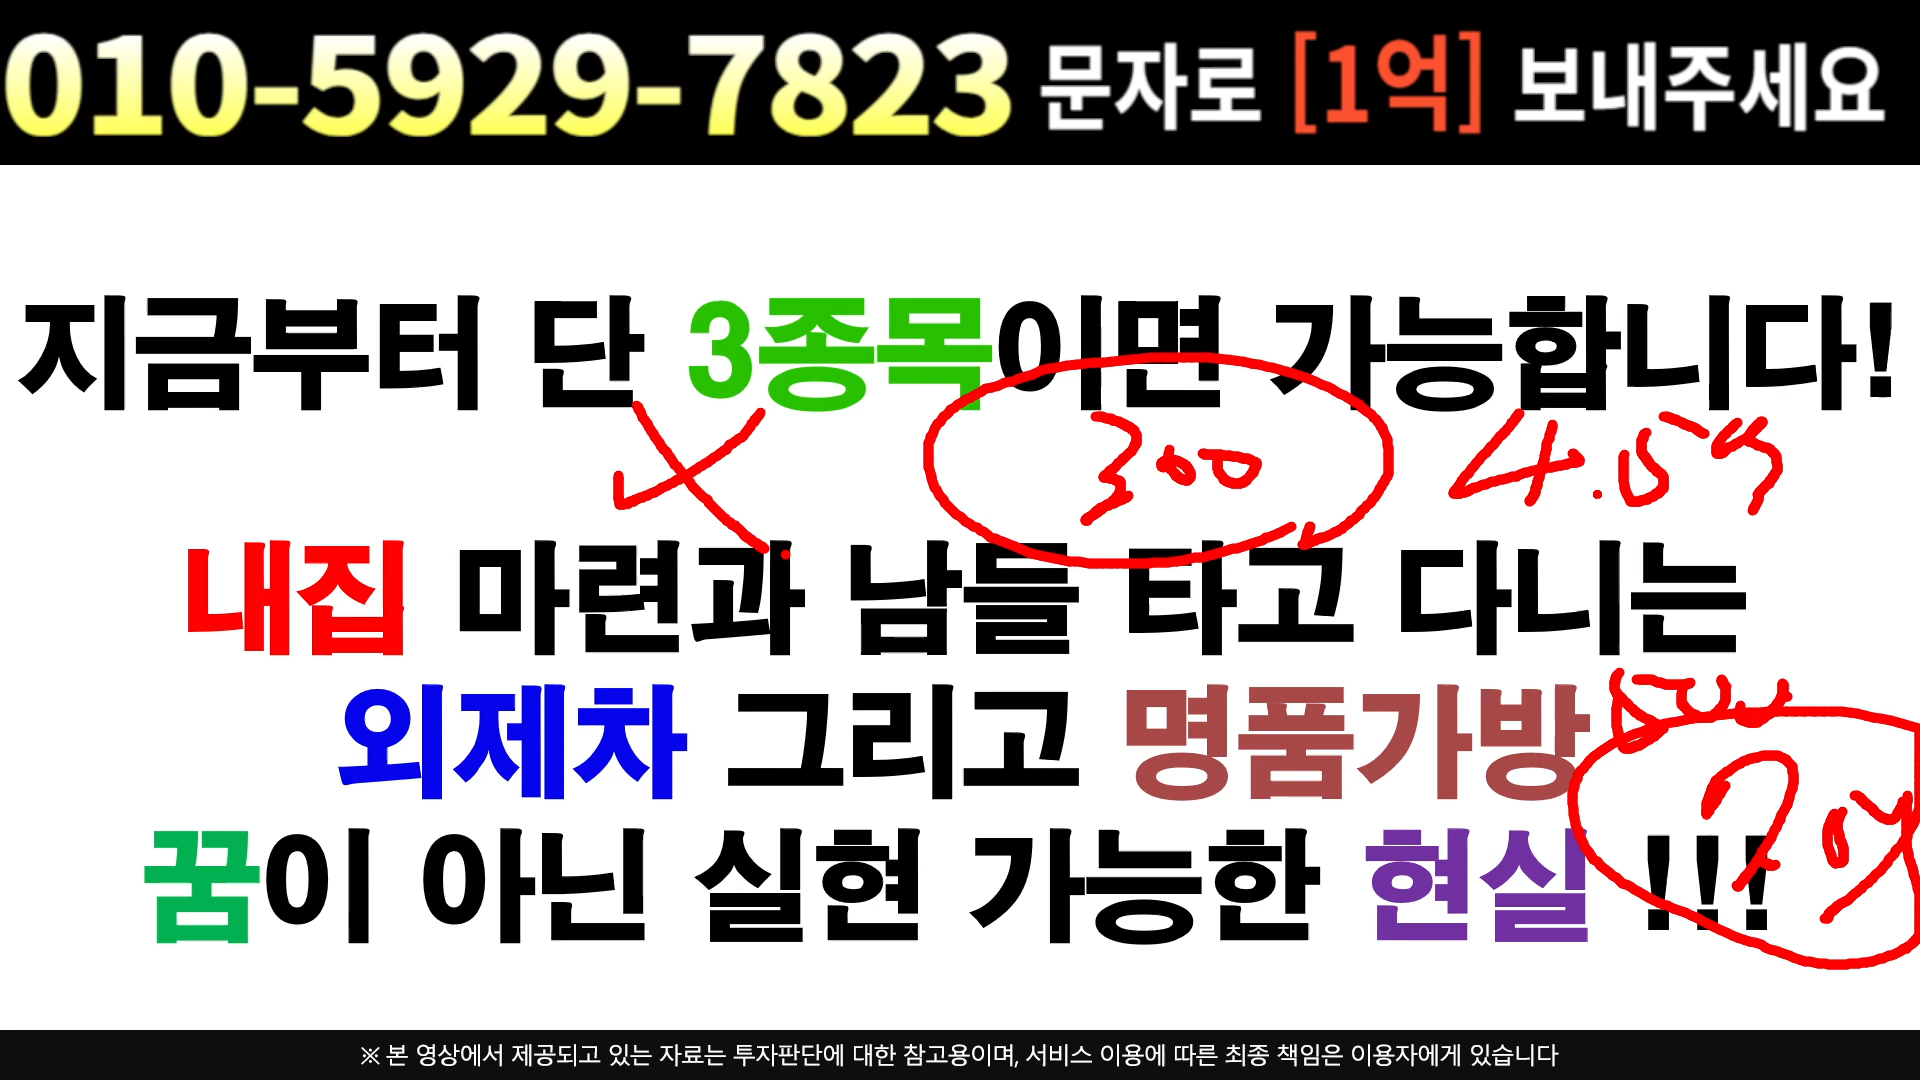 010-5929-7823 문자로 [1억] 보내주세요
지금부터 단 3종목이면 가능합니다!
300 4.5억
내집 마련과 남들 타고 다니는
500
외제차 그리고 명품가방
꿈이 아닌 실현 가능한 현실 !!!
※ 본 영상에서 제공되고 있는 자료는 투자판단에 대한 참고용이며, 서비스 이용에 따른 최종 책임은 이용자에게 있습니다